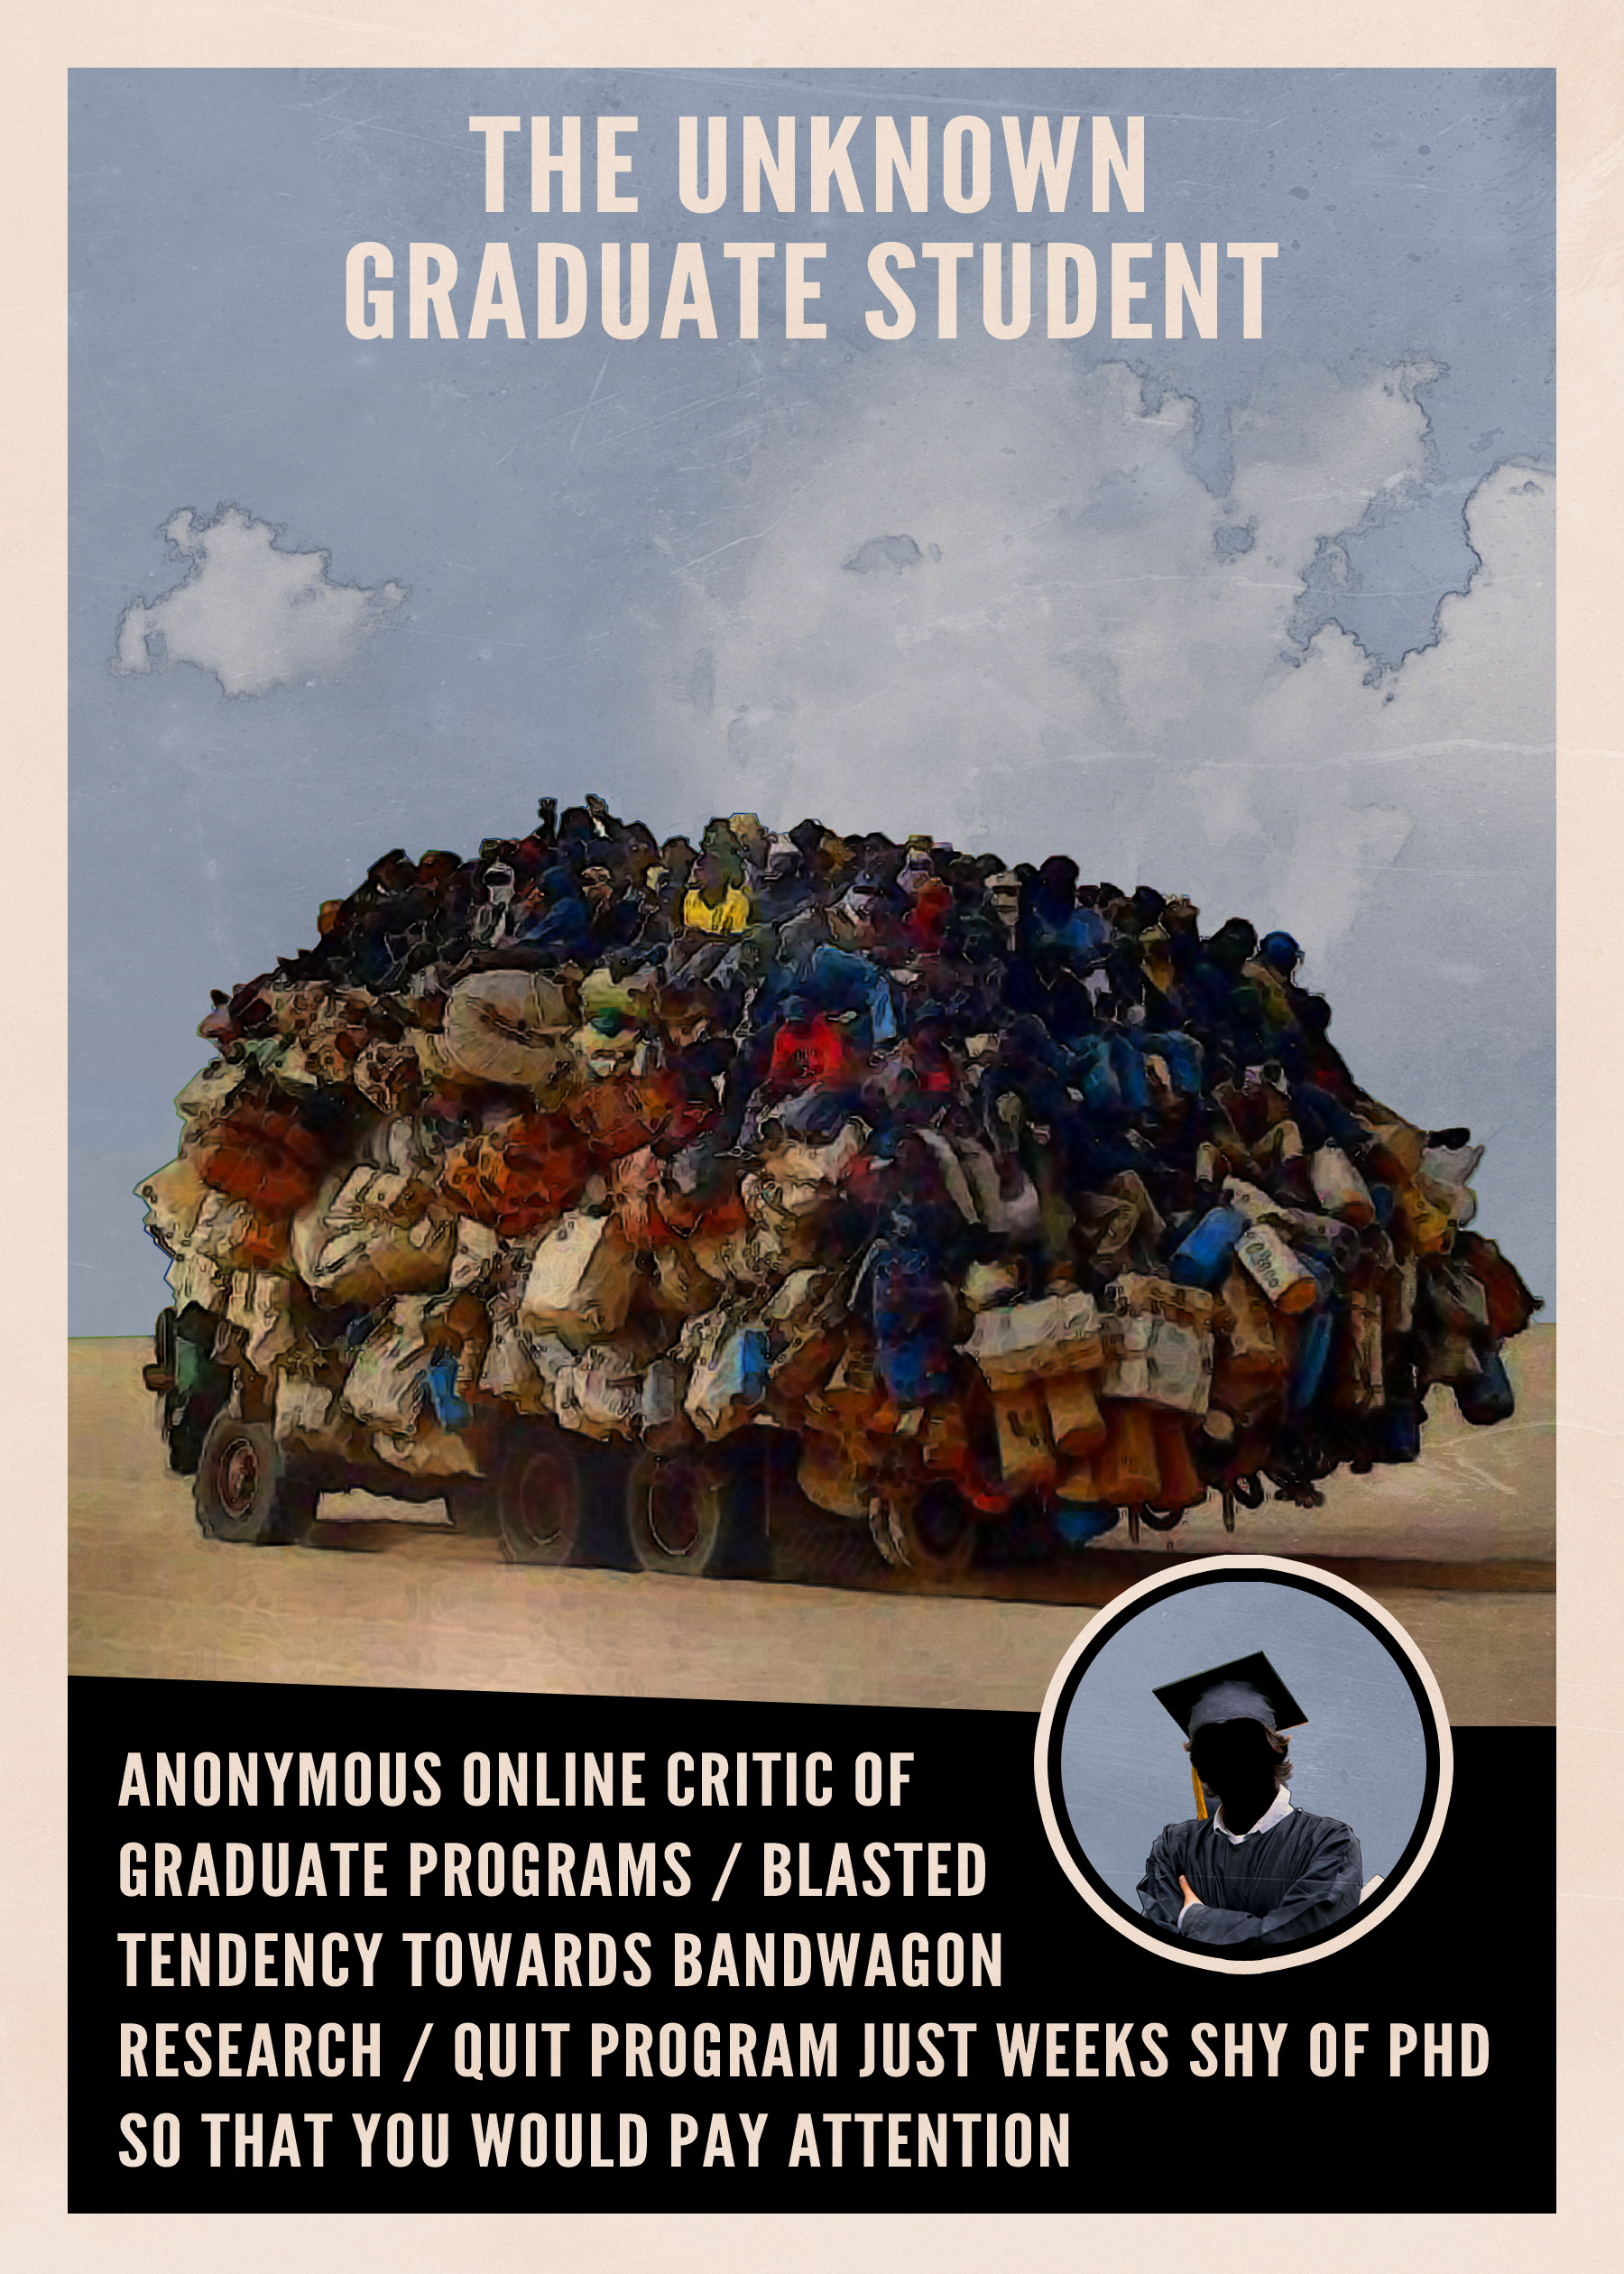 THE UNKNOWN
GRADUATE STUDENT
ANONYMOUS ONLINE CRITIC OF
GRADUATE PROGRAMS / BLASTED
TENDENCY TOWARDS BANDWAGON
RESEARCH / QUIT PROGRAM JUST WEEKS SHY OF PHD
SO THAT YOU WOULD PAY ATTENTION